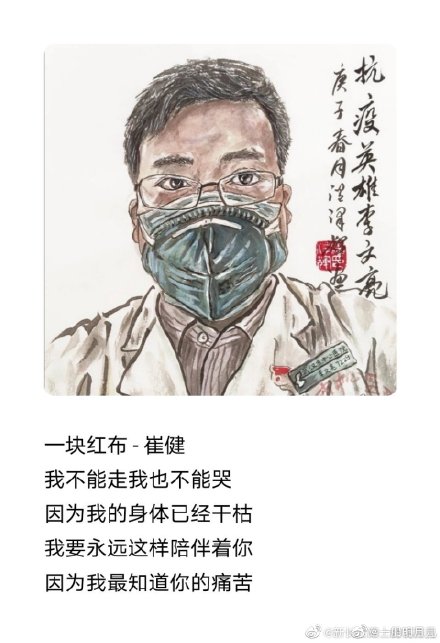 抗疫英雄李文亮
庚子春月
一块红布 - 崔健
我不能走我也不能哭
因为我的身体已经干枯
我要永远这样陪伴着你
因为我最知道你的痛苦